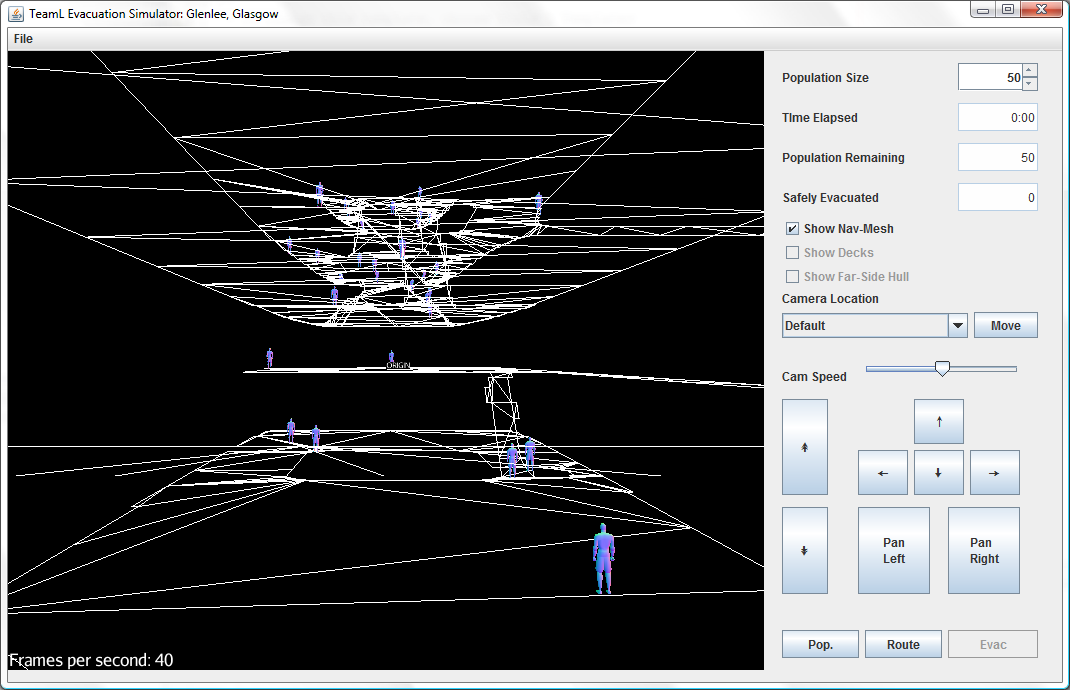 TeamL Evacuation Simulator: Glenlee, Glasgow
File
Population Size
50
TIme Elapsed
0:00
Population Remaining
50
Safely Evacuated
0
Show Nav-Mesh
Show Decks
Show Far-Side Hull
Camera Location
Default
Move
Cam Speed
ORIGIN
Pan
Left
Pan
Right
Pop.
Route
Evac
Frames per second: 40